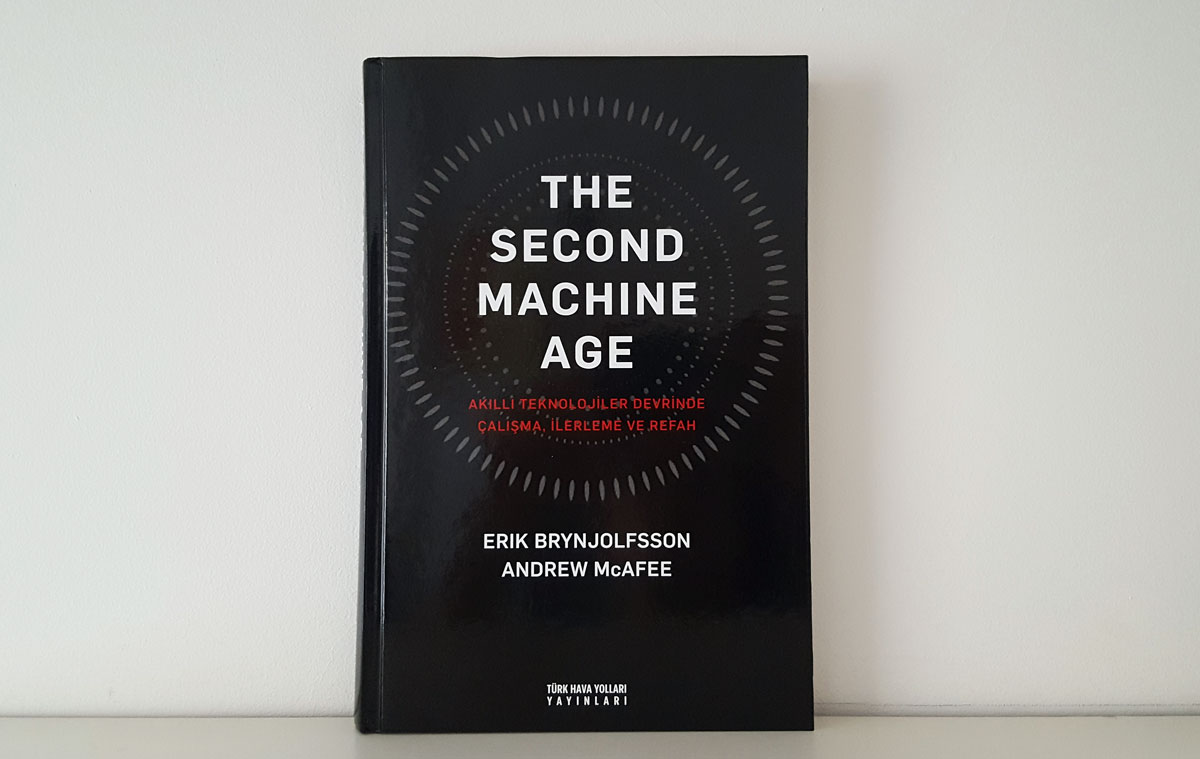 THE
SECOND
MACHINE
AGE
AKILLI TEKNOLOJİLER DEVRİNDE
ÇALIŞMA, İLERLEME VE REFAH
ERIK BRYNJOLFSSON
ANDREW McAFEE
TÜRK HAVA YOLLARI
YAYINLARI